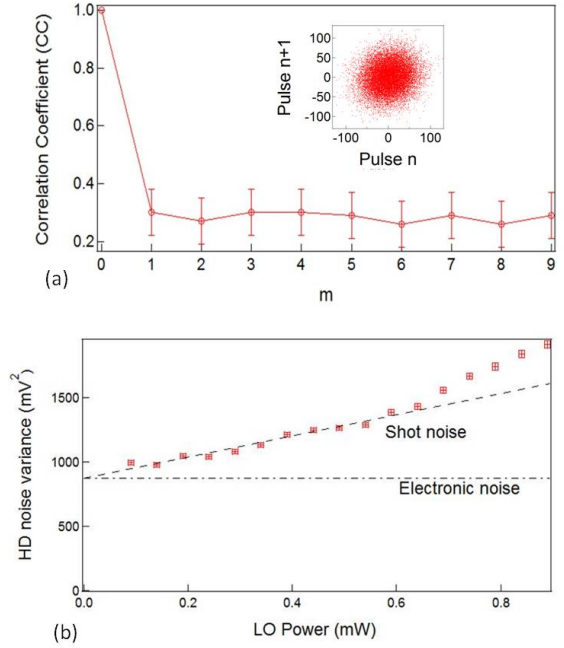 1.0
0.8
0.6
0.4
0.2
Correlation Coefficient (CC)
100
50
0
-50
-100
Pulse n+1
-100 0 100
Pulse n
0 1 2 3 4 5 6 7 8 9
m
(a)
1500
1000
500
0
HD noise variance (mV²)
Shot noise
Electronic noise
0.0 0.2 0.4 0.6 0.8
LO Power (mW)
(b)